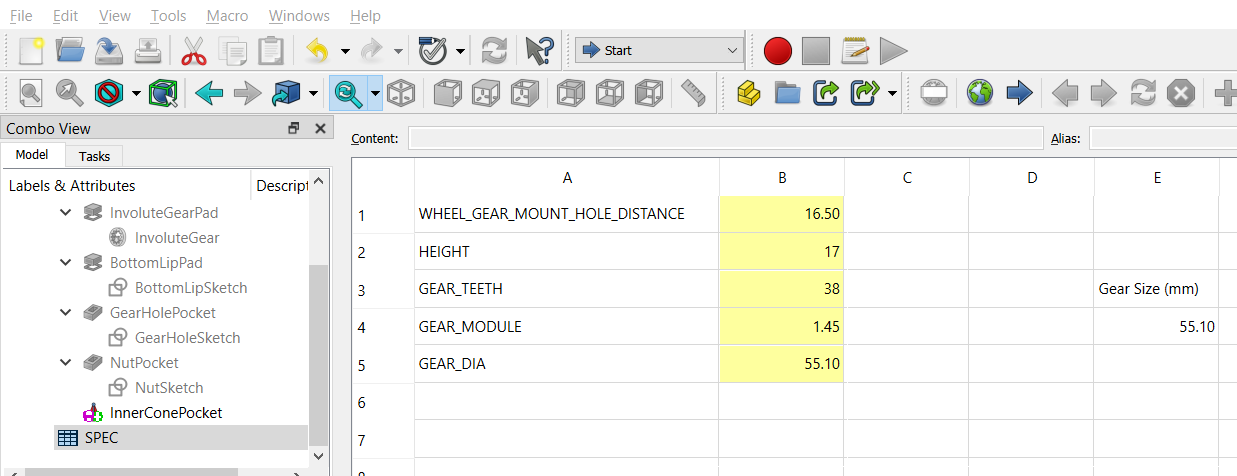 File Edit View Tools Macro Windows Help
Start
Combo View
Content: Alias:
Model Tasks
Labels & Attributes Descript
InvoluteGearPad
InvoluteGear
BottomLipPad
BottomLipSketch
GearHolePocket
GearHoleSketch
NutPocket
NutSketch
InnerConePocket
SPEC
A B C D E
1 WHEEL_GEAR_MOUNT_HOLE_DISTANCE 16.50
2 HEIGHT 17
3 GEAR_TEETH 38 Gear Size (mm)
4 GEAR_MODULE 1.45 55.10
5 GEAR_DIA 55.10
6
7